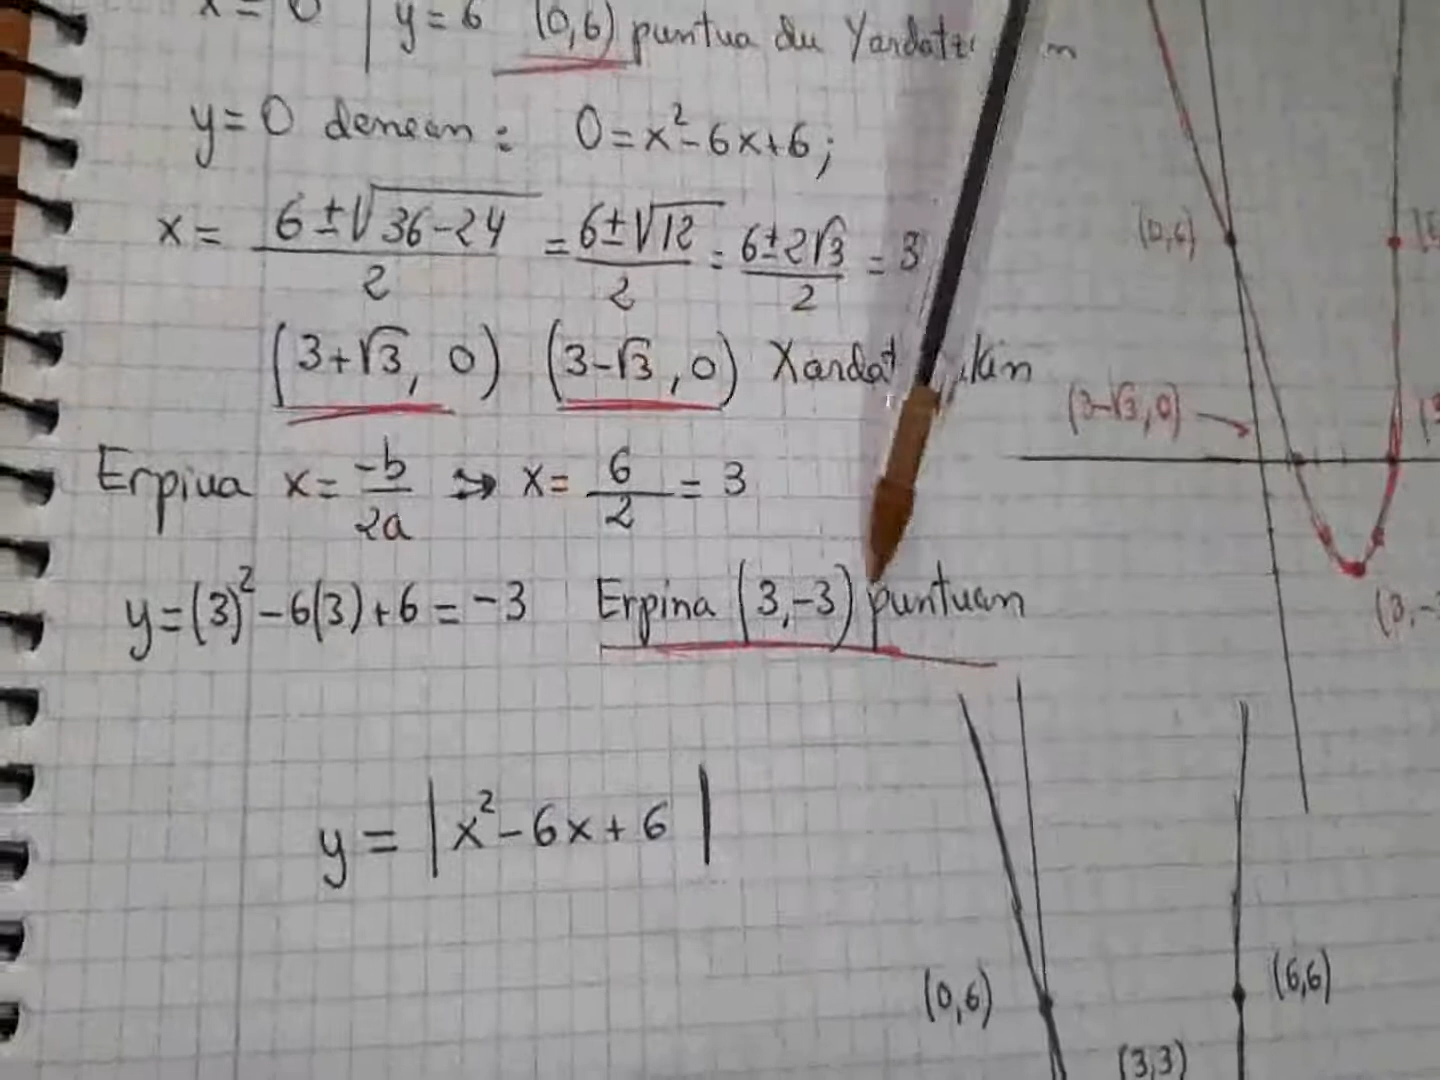 x = 0 | y = 6 (0,6) puntua du Yardatz
y = 0 denean : 0 = x² - 6x + 6 ;
x = (6 ± √(36 - 24))/2 = (6 ± √12)/2 = (6 ± 2√3)/2 = 3
(3+√3, 0) (3-√3, 0) Xardat
Erpina x = -b/2a ⇒ x = 6/2 = 3
y = (3)² - 6(3) + 6 = -3 Erpina (3,-3) puntuan
y = | x² - 6x + 6 |
(0,6)
(3-√3, 0)
(3,-
(0,6)
(6,6)
(3,3)